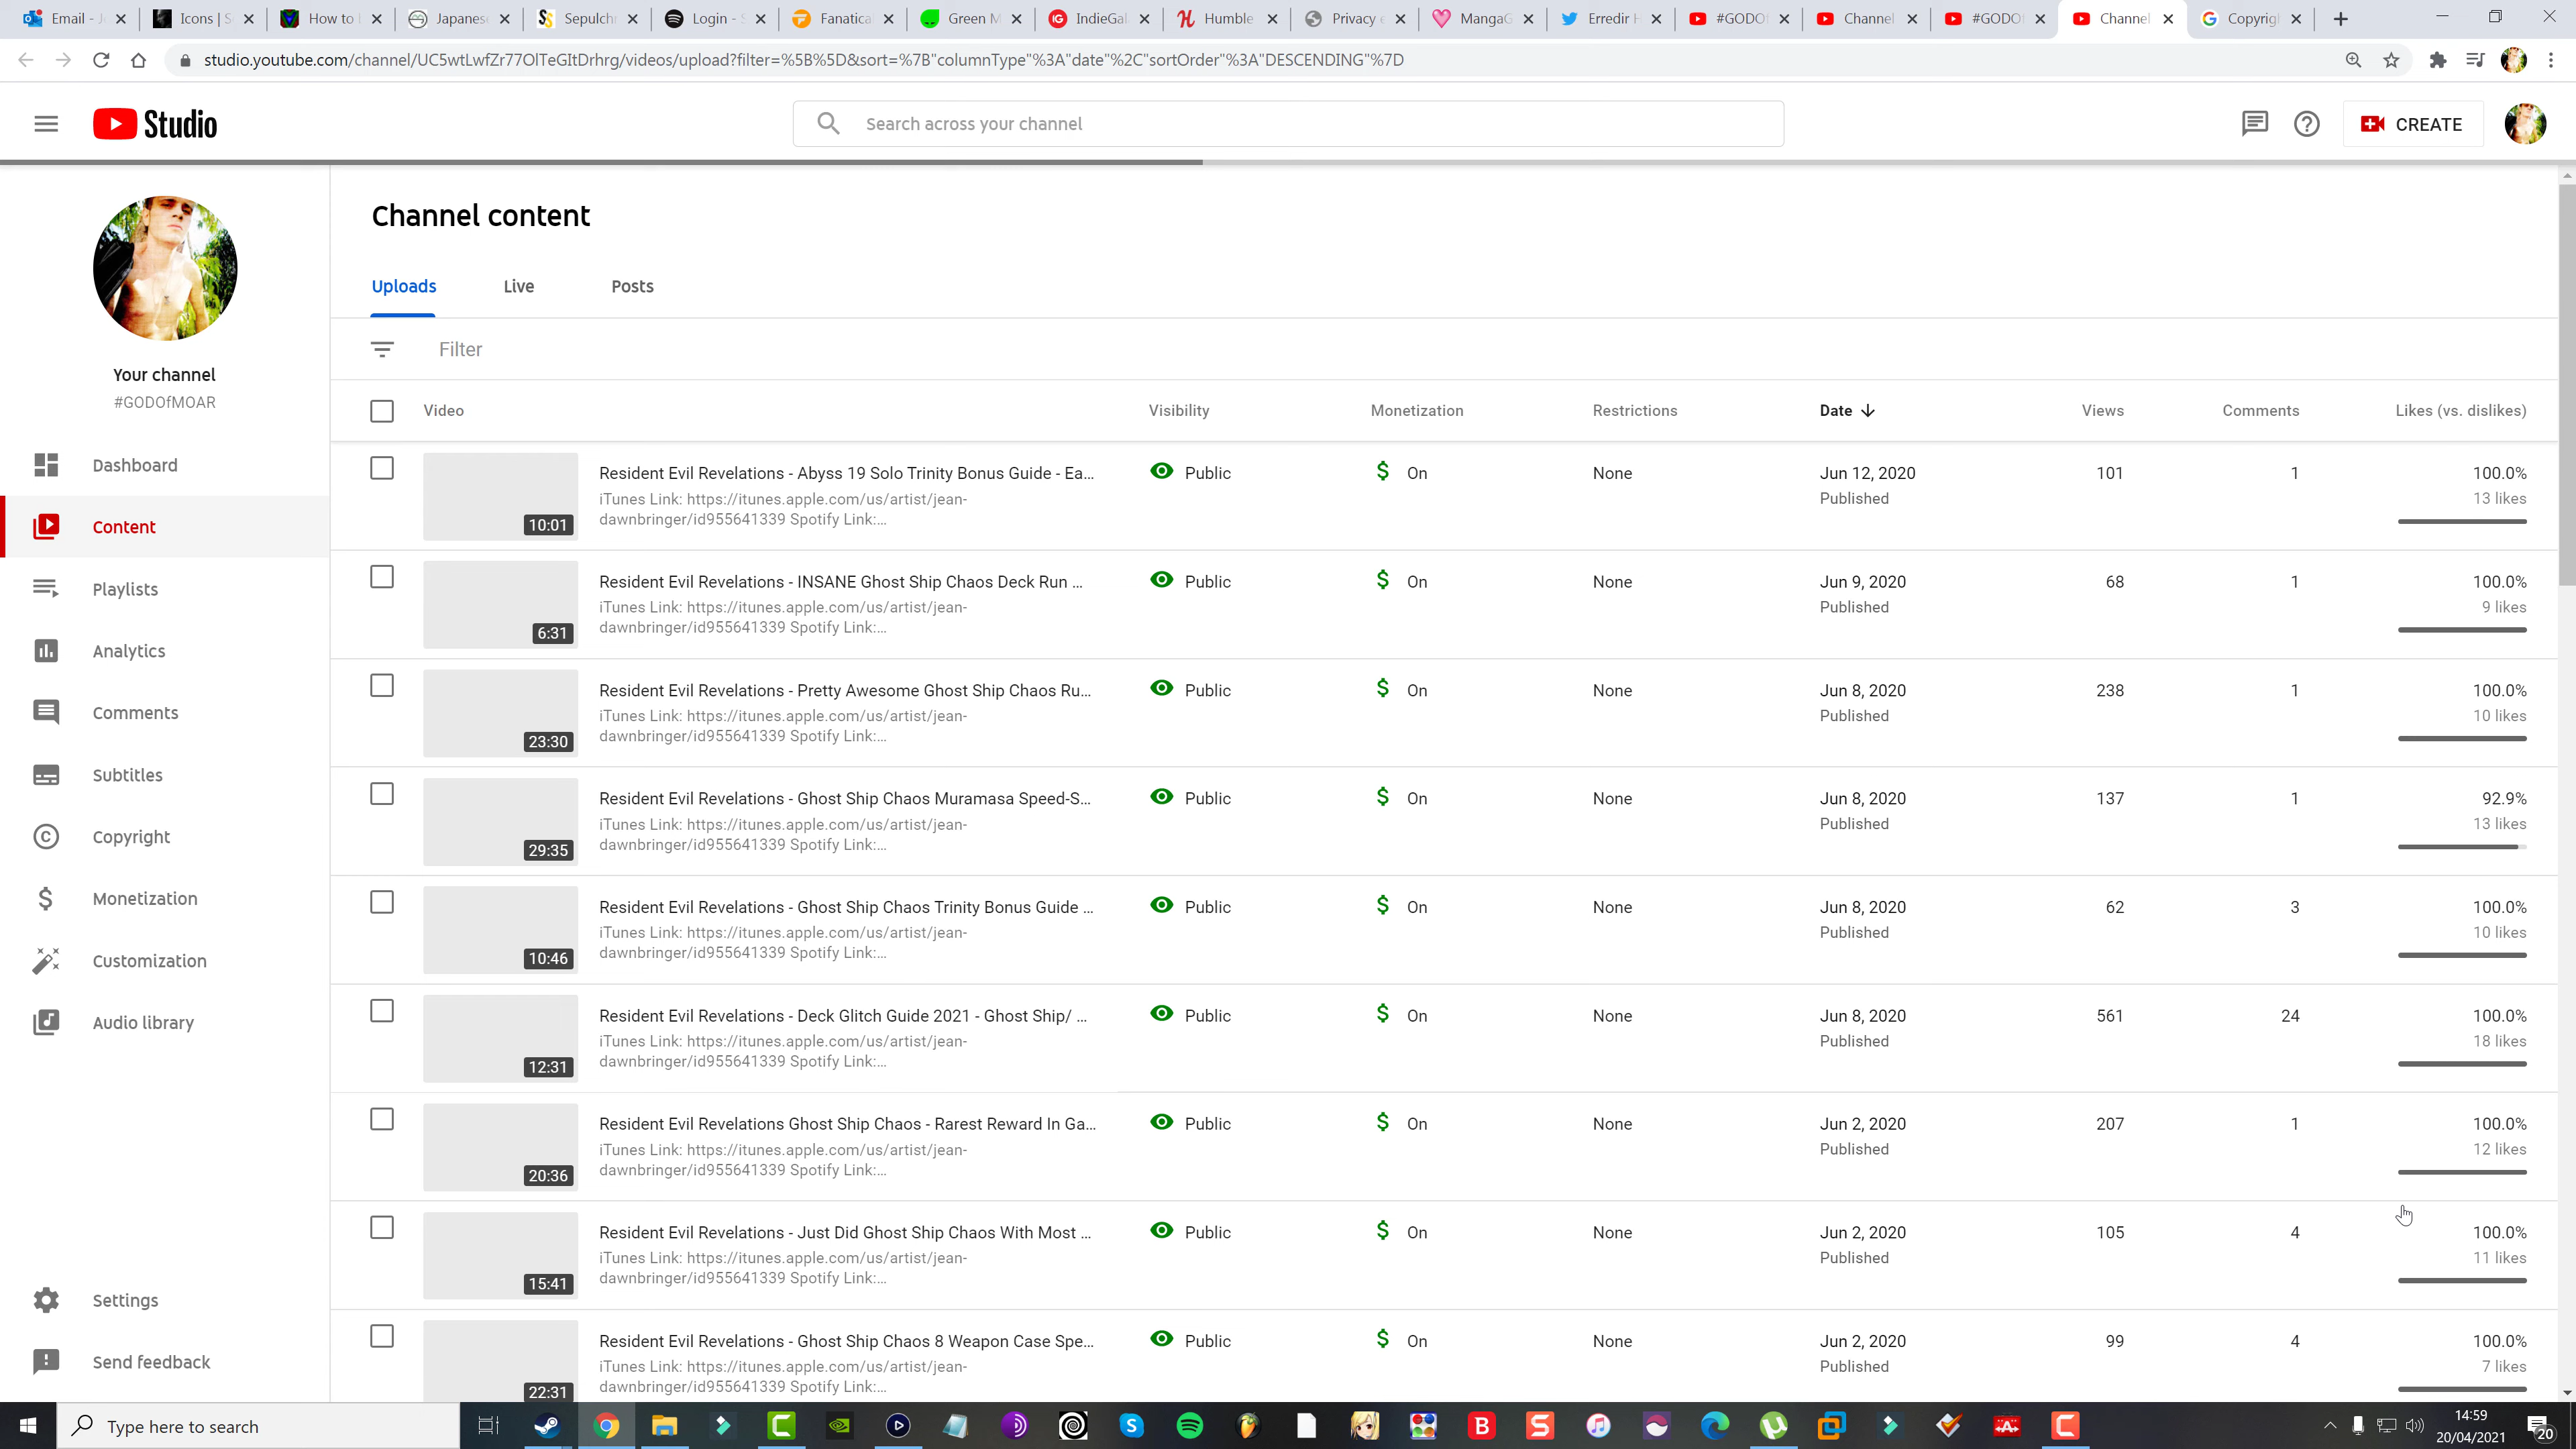 Email - J
Icons | S
How to
Japanes
Sepulch
Login - S
Fanatica
Green M
IndieGal
Humble
Privacy
MangaG
Erredir H
#GODO
Channel
#GODO
Channel
Copyrig
studio.youtube.com/channel/UC5wtLwfZr77OlTeGItDrhrg/videos/upload?filter=%5B%5D&sort=%7B"columnType"%3A"date"%2C"sortOrder"%3A"DESCENDING"%7D
Studio
Search across your channel
CREATE
Your channel
#GODOfMOAR
Dashboard
Content
Playlists
Analytics
Comments
Subtitles
Copyright
Monetization
Customization
Audio library
Settings
Send feedback
Channel content
Uploads Live Posts
Filter
Video Visibility Monetization Restrictions Date Views Comments Likes (vs. dislikes)
Resident Evil Revelations - Abyss 19 Solo Trinity Bonus Guide - Ea... Public On None Jun 12, 2020 101 1 100.0%
iTunes Link: https://itunes.apple.com/us/artist/jean- Published 13 likes
10:01 dawnbringer/id955641339 Spotify Link:...
Resident Evil Revelations - INSANE Ghost Ship Chaos Deck Run ... Public On None Jun 9, 2020 68 1 100.0%
iTunes Link: https://itunes.apple.com/us/artist/jean- Published 9 likes
6:31 dawnbringer/id955641339 Spotify Link:...
Resident Evil Revelations - Pretty Awesome Ghost Ship Chaos Ru... Public On None Jun 8, 2020 238 1 100.0%
iTunes Link: https://itunes.apple.com/us/artist/jean- Published 10 likes
23:30 dawnbringer/id955641339 Spotify Link:...
Resident Evil Revelations - Ghost Ship Chaos Muramasa Speed-S... Public On None Jun 8, 2020 137 1 92.9%
iTunes Link: https://itunes.apple.com/us/artist/jean- Published 13 likes
29:35 dawnbringer/id955641339 Spotify Link:...
Resident Evil Revelations - Ghost Ship Chaos Trinity Bonus Guide ... Public On None Jun 8, 2020 62 3 100.0%
iTunes Link: https://itunes.apple.com/us/artist/jean- Published 10 likes
10:46 dawnbringer/id955641339 Spotify Link:...
Resident Evil Revelations - Deck Glitch Guide 2021 - Ghost Ship/ ... Public On None Jun 8, 2020 561 24 100.0%
iTunes Link: https://itunes.apple.com/us/artist/jean- Published 18 likes
12:31 dawnbringer/id955641339 Spotify Link:...
Resident Evil Revelations Ghost Ship Chaos - Rarest Reward In Ga... Public On None Jun 2, 2020 207 1 100.0%
iTunes Link: https://itunes.apple.com/us/artist/jean- Published 12 likes
20:36 dawnbringer/id955641339 Spotify Link:...
Resident Evil Revelations - Just Did Ghost Ship Chaos With Most ... Public On None Jun 2, 2020 105 4 100.0%
iTunes Link: https://itunes.apple.com/us/artist/jean- Published 11 likes
15:41 dawnbringer/id955641339 Spotify Link:...
Resident Evil Revelations - Ghost Ship Chaos 8 Weapon Case Spe... Public On None Jun 2, 2020 99 4 100.0%
iTunes Link: https://itunes.apple.com/us/artist/jean- Published 7 likes
22:31 dawnbringer/id955641339 Spotify Link:...
Type here to search
14:59
20/04/2021
20